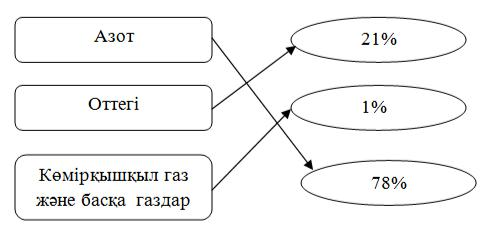 Азот
21%
Оттегі
1%
Көмірқышқыл газ
және басқа газдар
78%